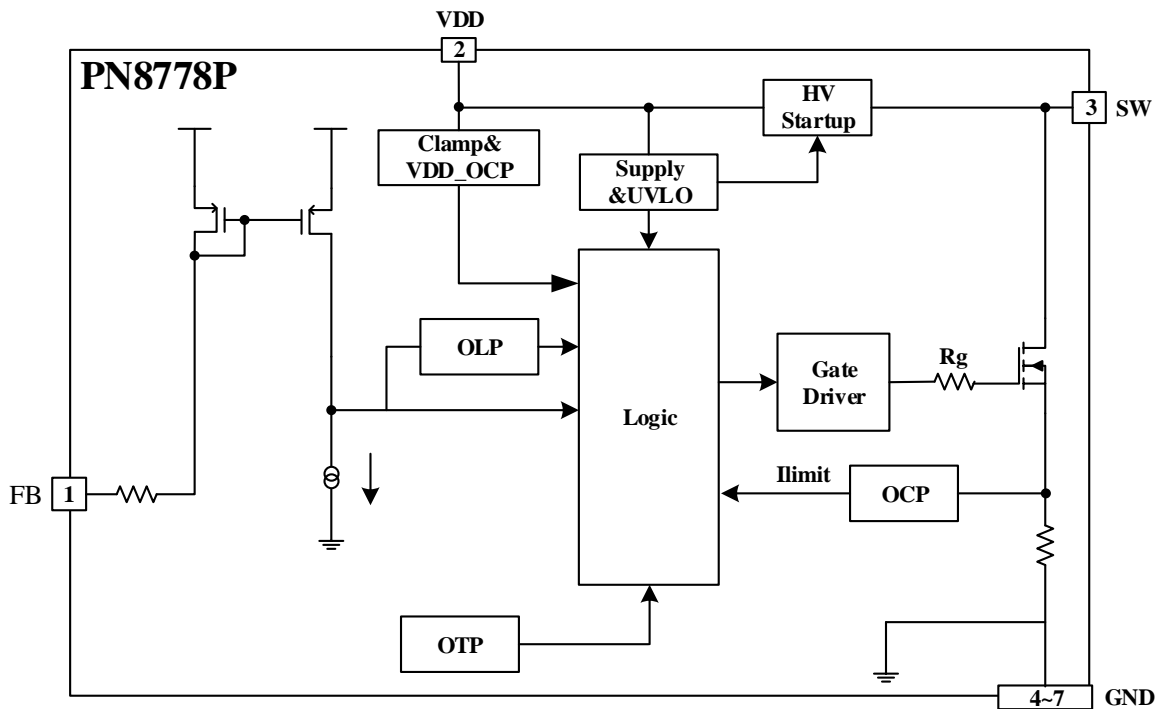 VDD
2
PN8778P
HV
Startup
3
SW
Clamp&
VDD_OCP
Supply
&UVLO
OLP
Logic
Gate
Driver
Rg
FB
1
Ilimit
OCP
OTP
4~7
GND